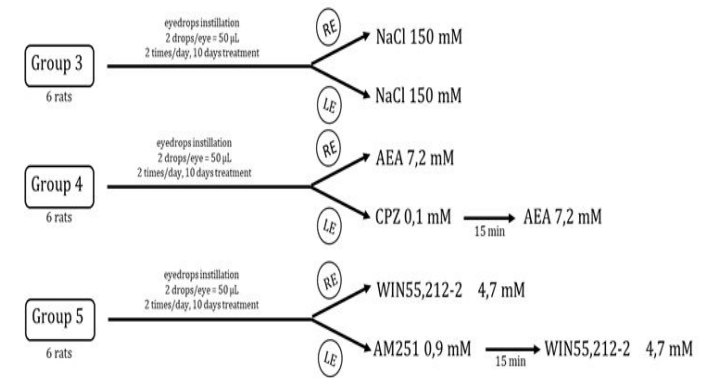 eyedrops instillation
2 drops/eye = 50 µL
2 times/day, 10 days treatment
RE
NaCl 150 mM
Group 3
6 rats
LE
NaCl 150 mM
eyedrops instillation
2 drops/eye = 50 µL
2 times/day, 10 days treatment
RE
AEA 7,2 mM
Group 4
6 rats
LE
CPZ 0,1 mM
15 min
AEA 7,2 mM
eyedrops instillation
2 drops/eye = 50 µL
2 times/day, 10 days treatment
RE
WIN55,212-2 4,7 mM
Group 5
6 rats
LE
AM251 0,9 mM
15 min
WIN55,212-2 4,7 mM